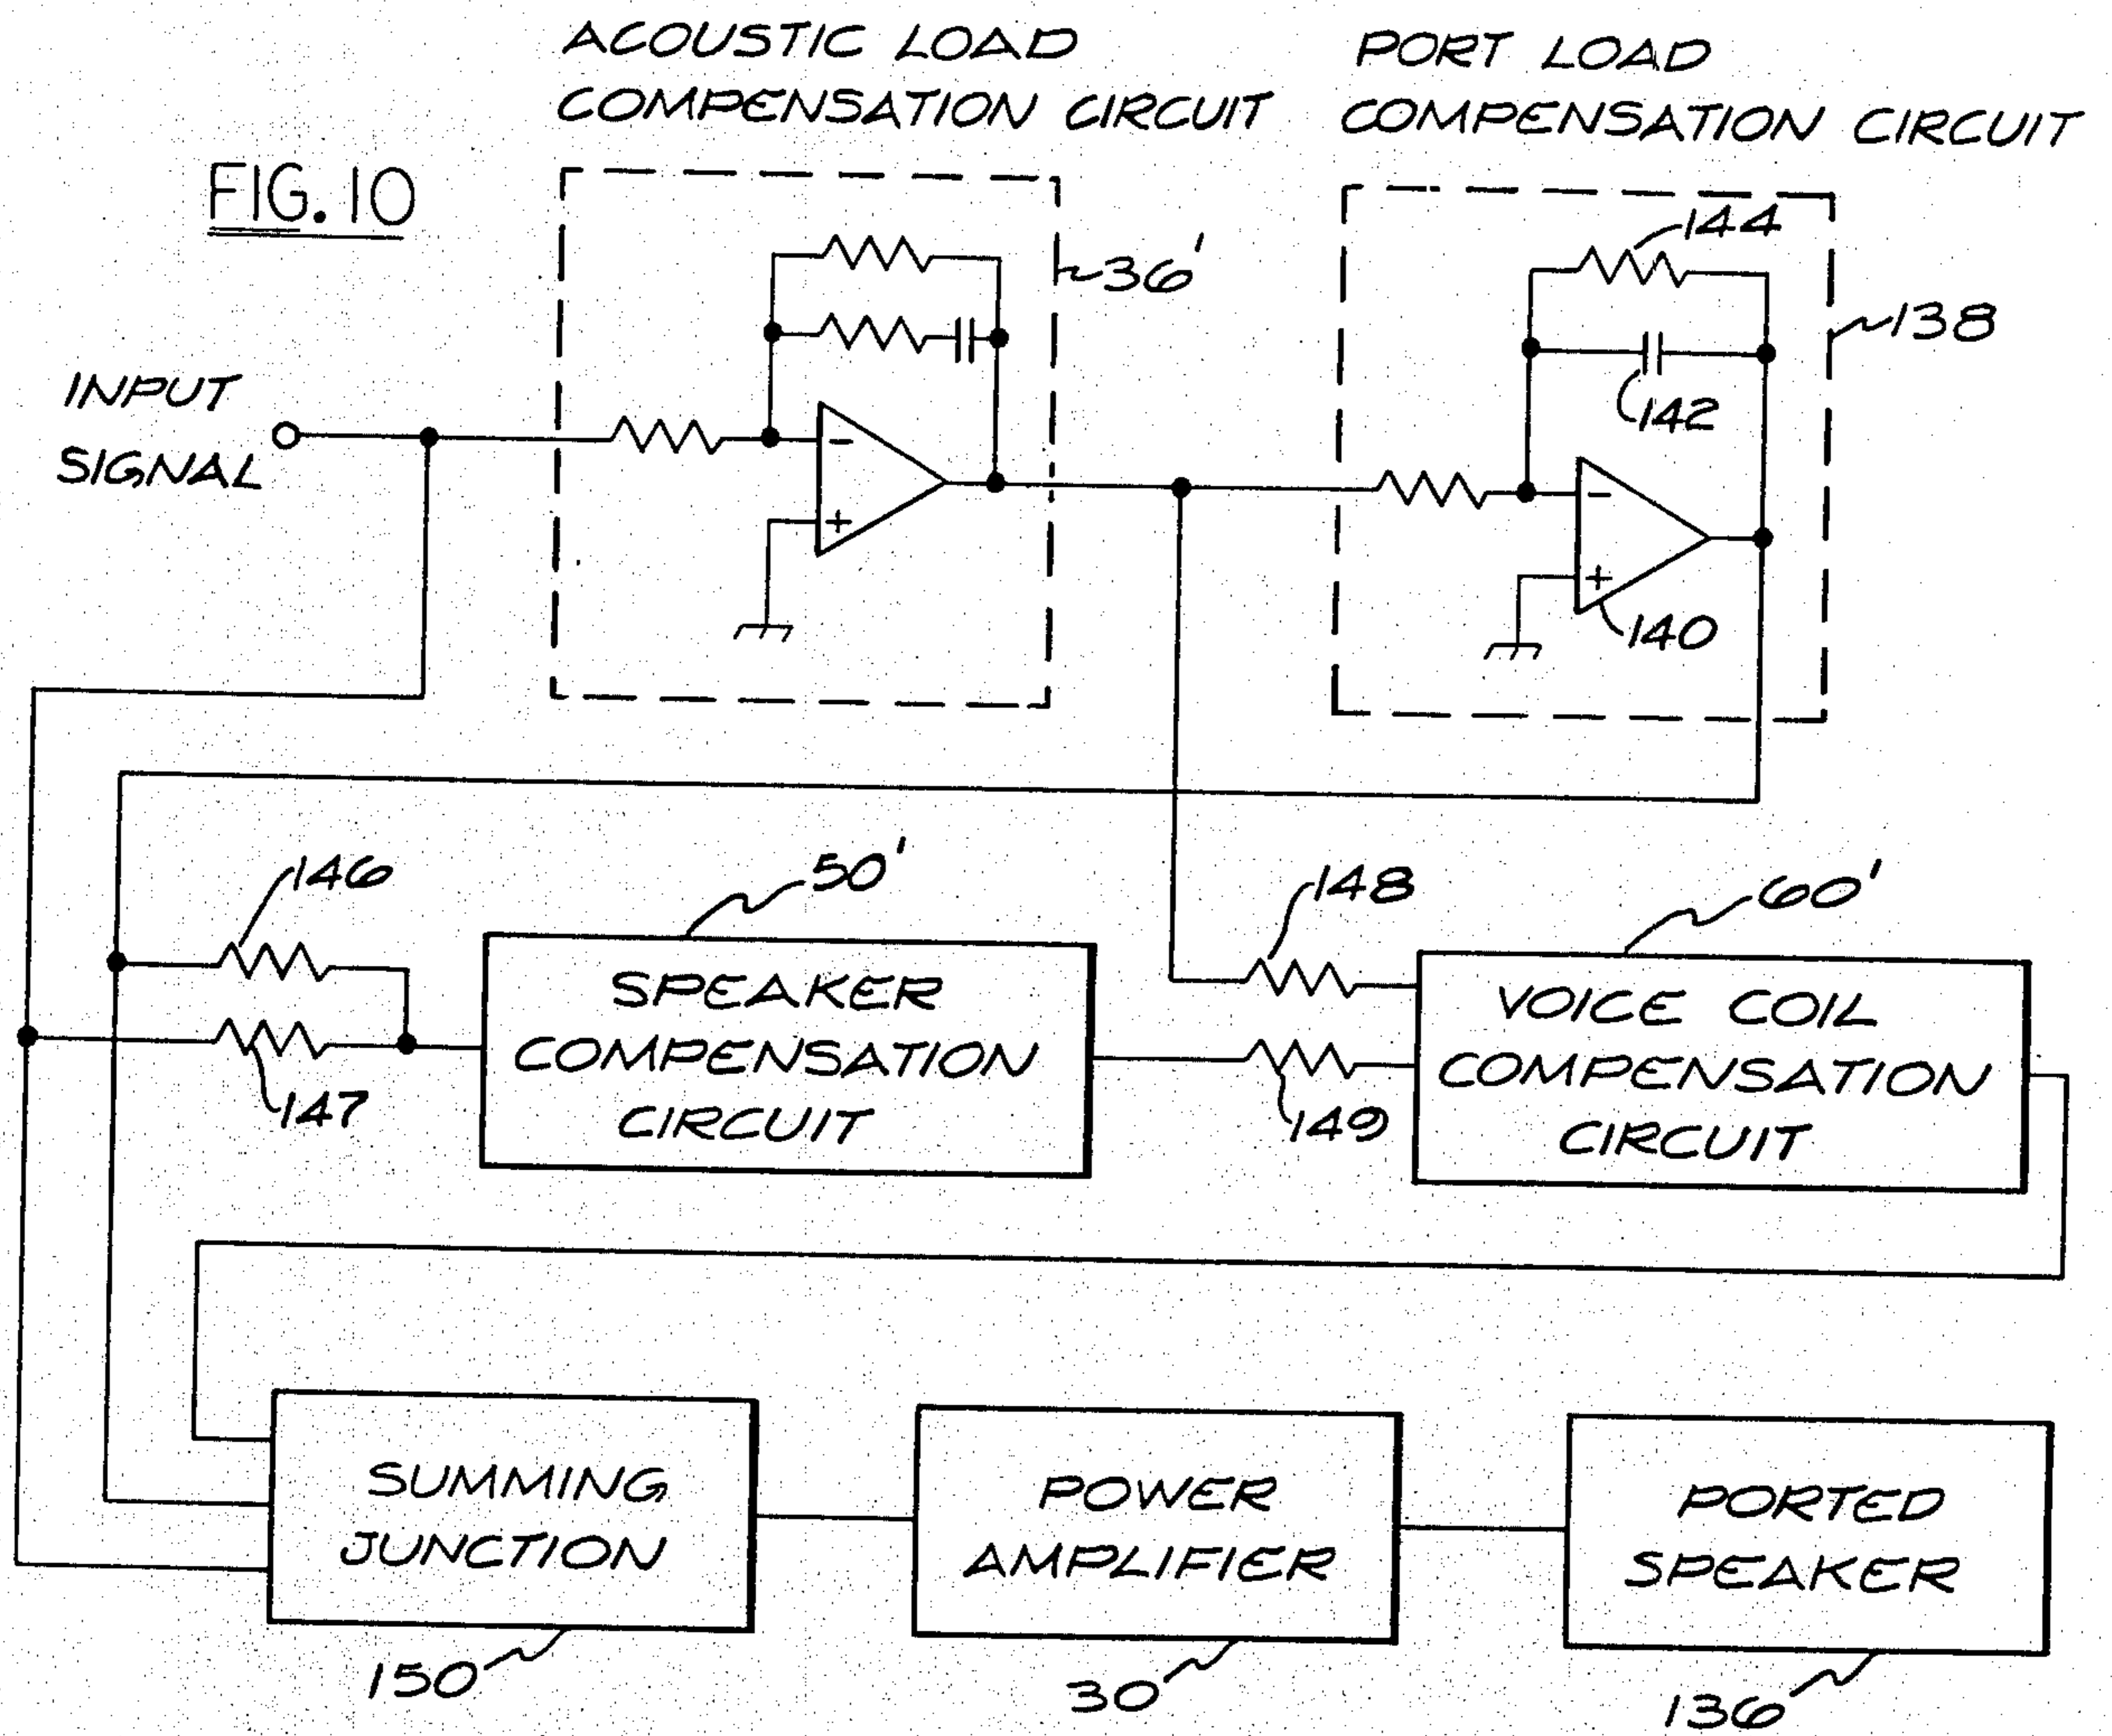 ACOUSTIC LOAD
COMPENSATION CIRCUIT
PORT LOAD
COMPENSATION CIRCUIT
FIG. 10
144
36'
138
INPUT
SIGNAL
142
-
+
-
+
140
146
50'
148
60'
SPEAKER
COMPENSATION
CIRCUIT
VOICE COIL
COMPENSATION
CIRCUIT
147
149
SUMMING
JUNCTION
POWER
AMPLIFIER
PORTED
SPEAKER
150
30
136